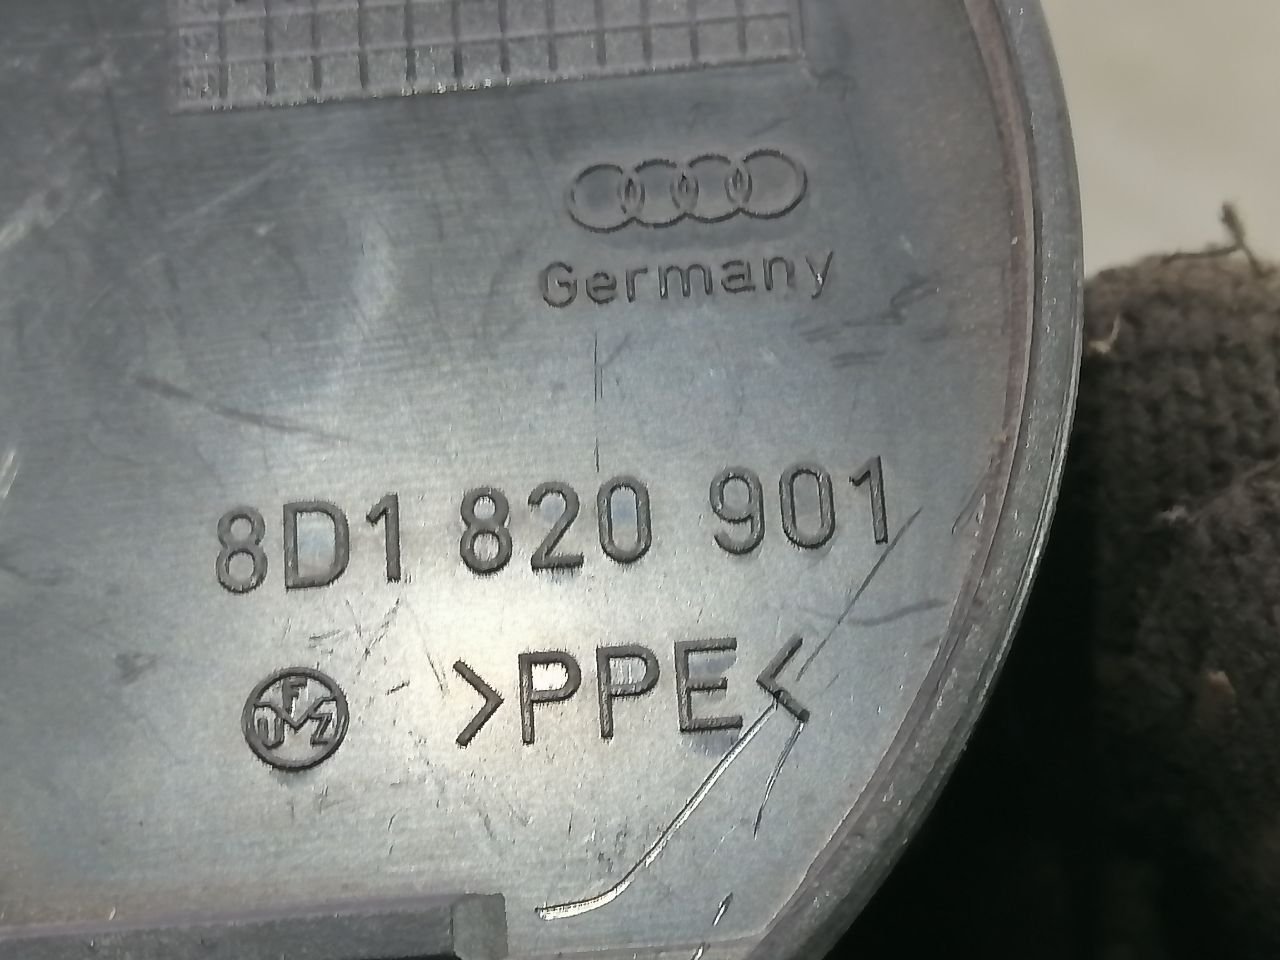 Germany
8D1 820 901
>PPE<
F
O Z